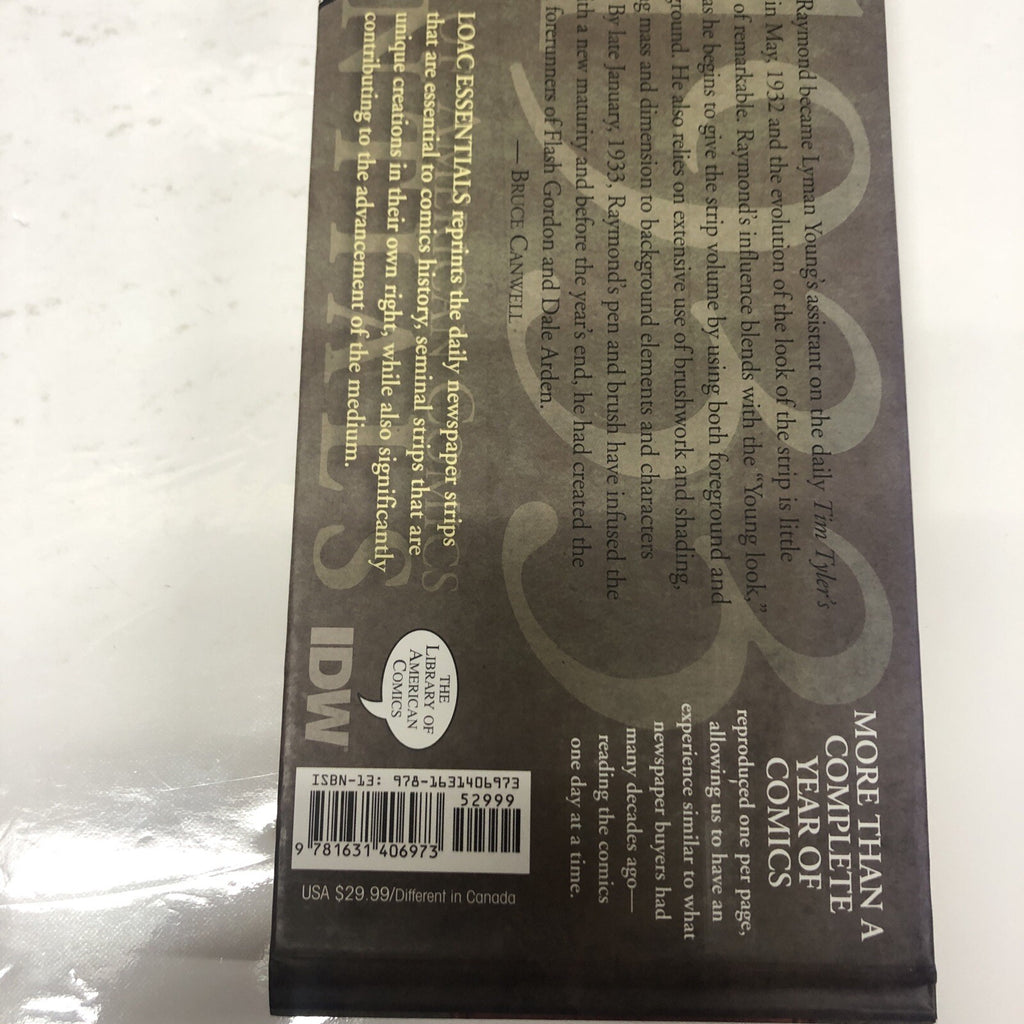 1933
Raymond became Lyman Young's assistant on the daily Tim Tyler's
in May, 1932 and the evolution of the look of the strip is little
of remarkable. Raymond's influence blends with the “Young look,”
as he begins to give the strip volume by using both foreground and
ground. He also relies on extensive use of brushwork and shading,
mass and dimension to background elements and characters
By late January, 1933, Raymond's pen and brush have infused the
a new maturity and before the year's end, he had created the
forerunners of Flash Gordon and Dale Arden.
— BRUCE CANWELL
LOAC ESSENTIALS reprints the daily newspaper strips
that are essential to comics history, seminal strips that are
unique creations in their own right, while also significantly
contributing to the advancement of the medium.
MORE THAN A
COMPLETE
YEAR OF
COMICS
reproduced one per page,
allowing us to have an
experience similar to what
newspaper buyers had
many decades ago—
reading the comics
one day at a time.
THE
LIBRARY OF
AMERICAN
COMICS
IDW
ISBN-13: 978-1631406973
52999
9 781631 406973
USA $29.99/Different in Canada